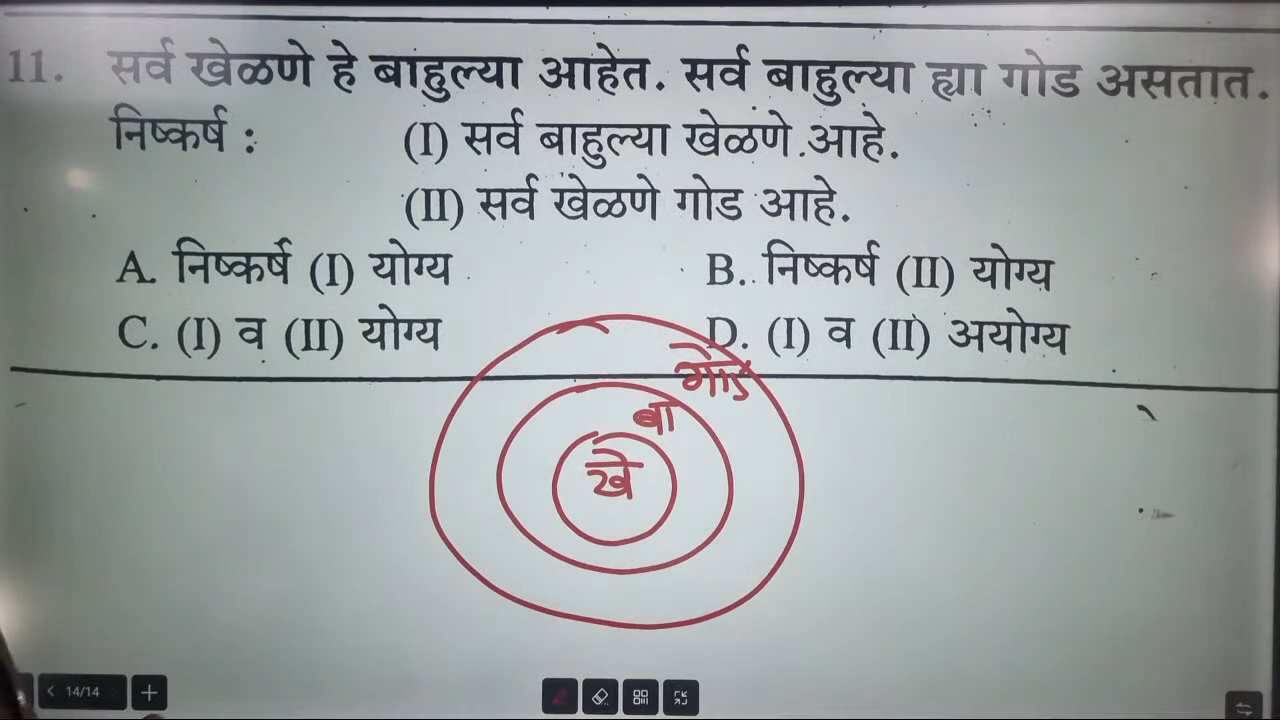 11. सर्व खेळणे हे बाहुल्या आहेत. सर्व बाहुल्या ह्या गोड असतात.
निष्कर्ष : (I) सर्व बाहुल्या खेळणे आहे.
(II) सर्व खेळणे गोड आहे.
A. निष्कर्ष (I) योग्य B. निष्कर्ष (II) योग्य
C. (I) व (II) योग्य D. (I) व (II) अयोग्य
गोड
बा
खे
14/14